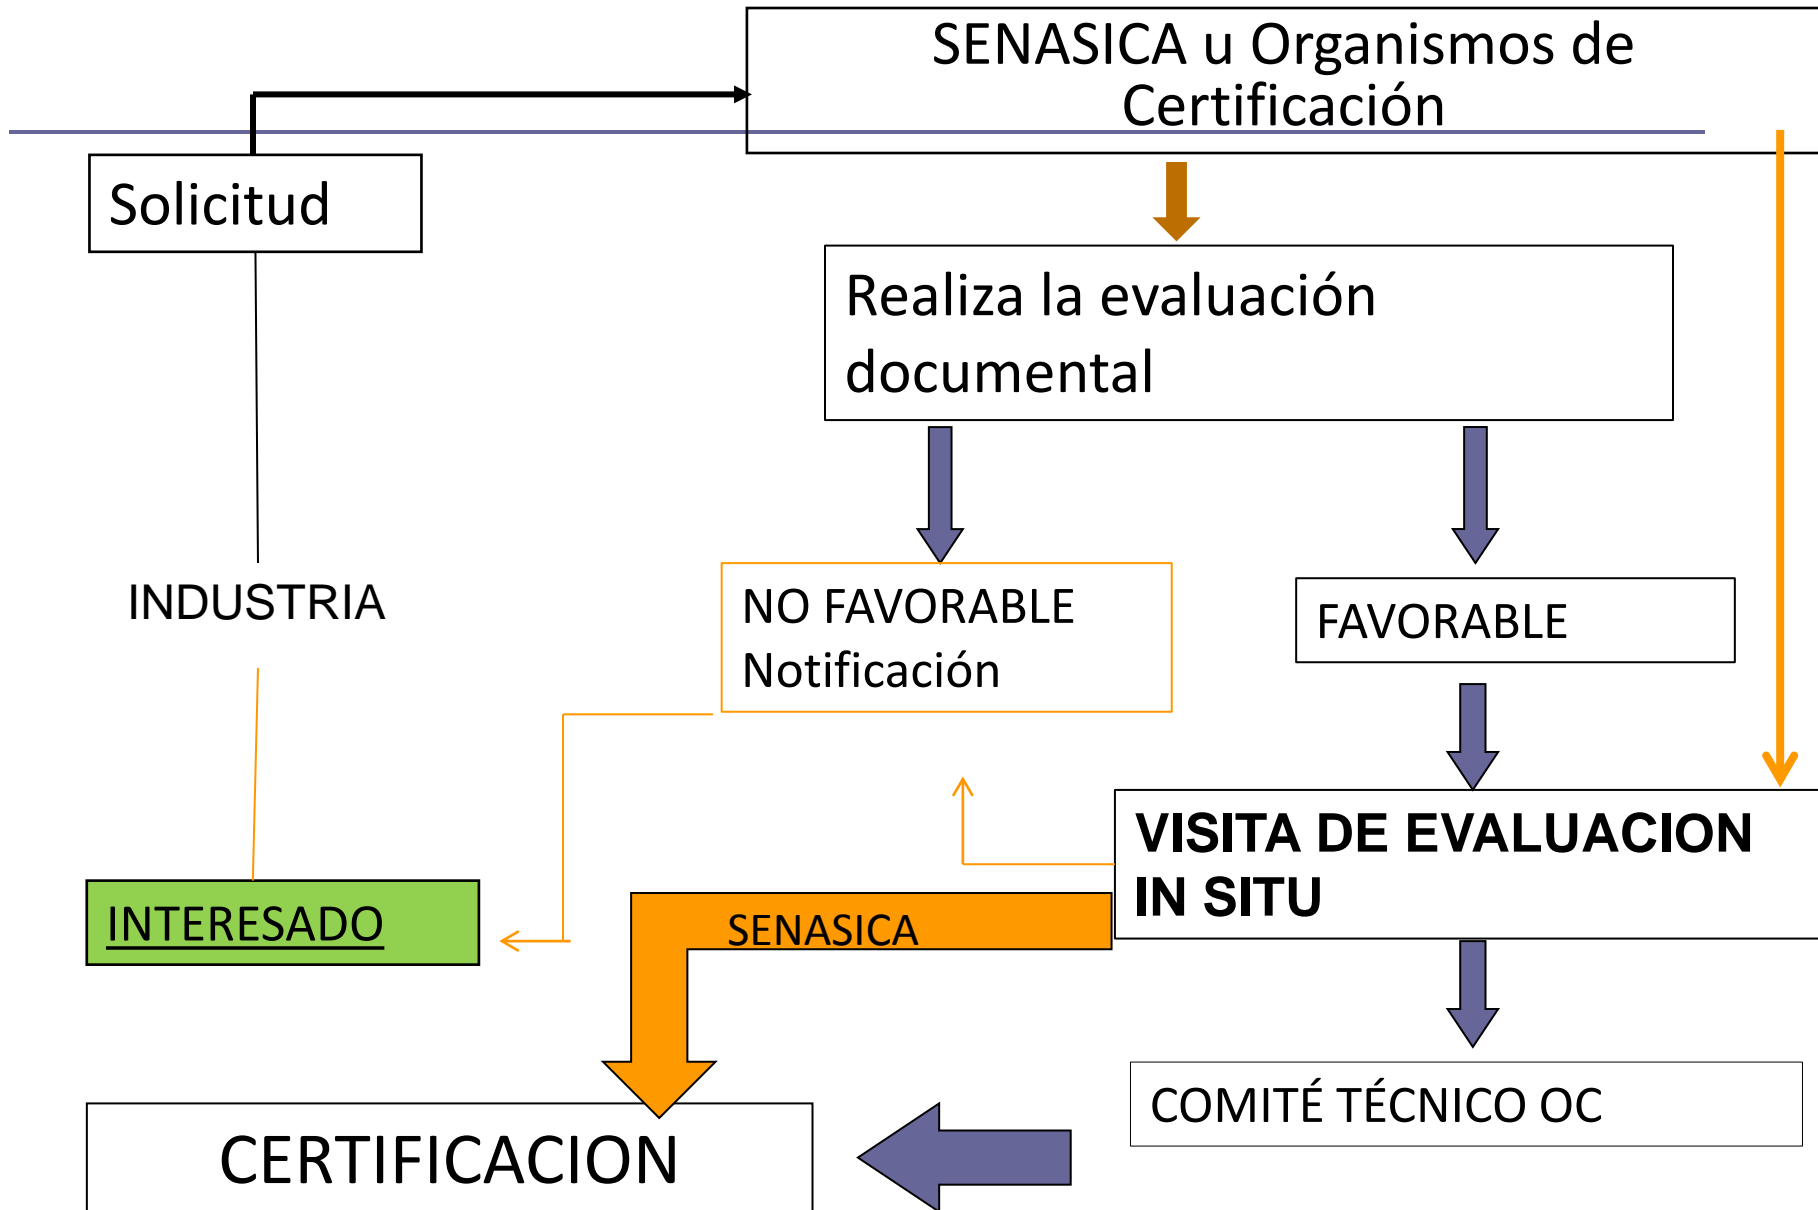 SENASICA u Organismos de
Certificación
Solicitud
Realiza la evaluación
documental
INDUSTRIA
NO FAVORABLE
Notificación
FAVORABLE
VISITA DE EVALUACION
IN SITU
INTERESADO
SENASICA
COMITÉ TÉCNICO OC
CERTIFICACION